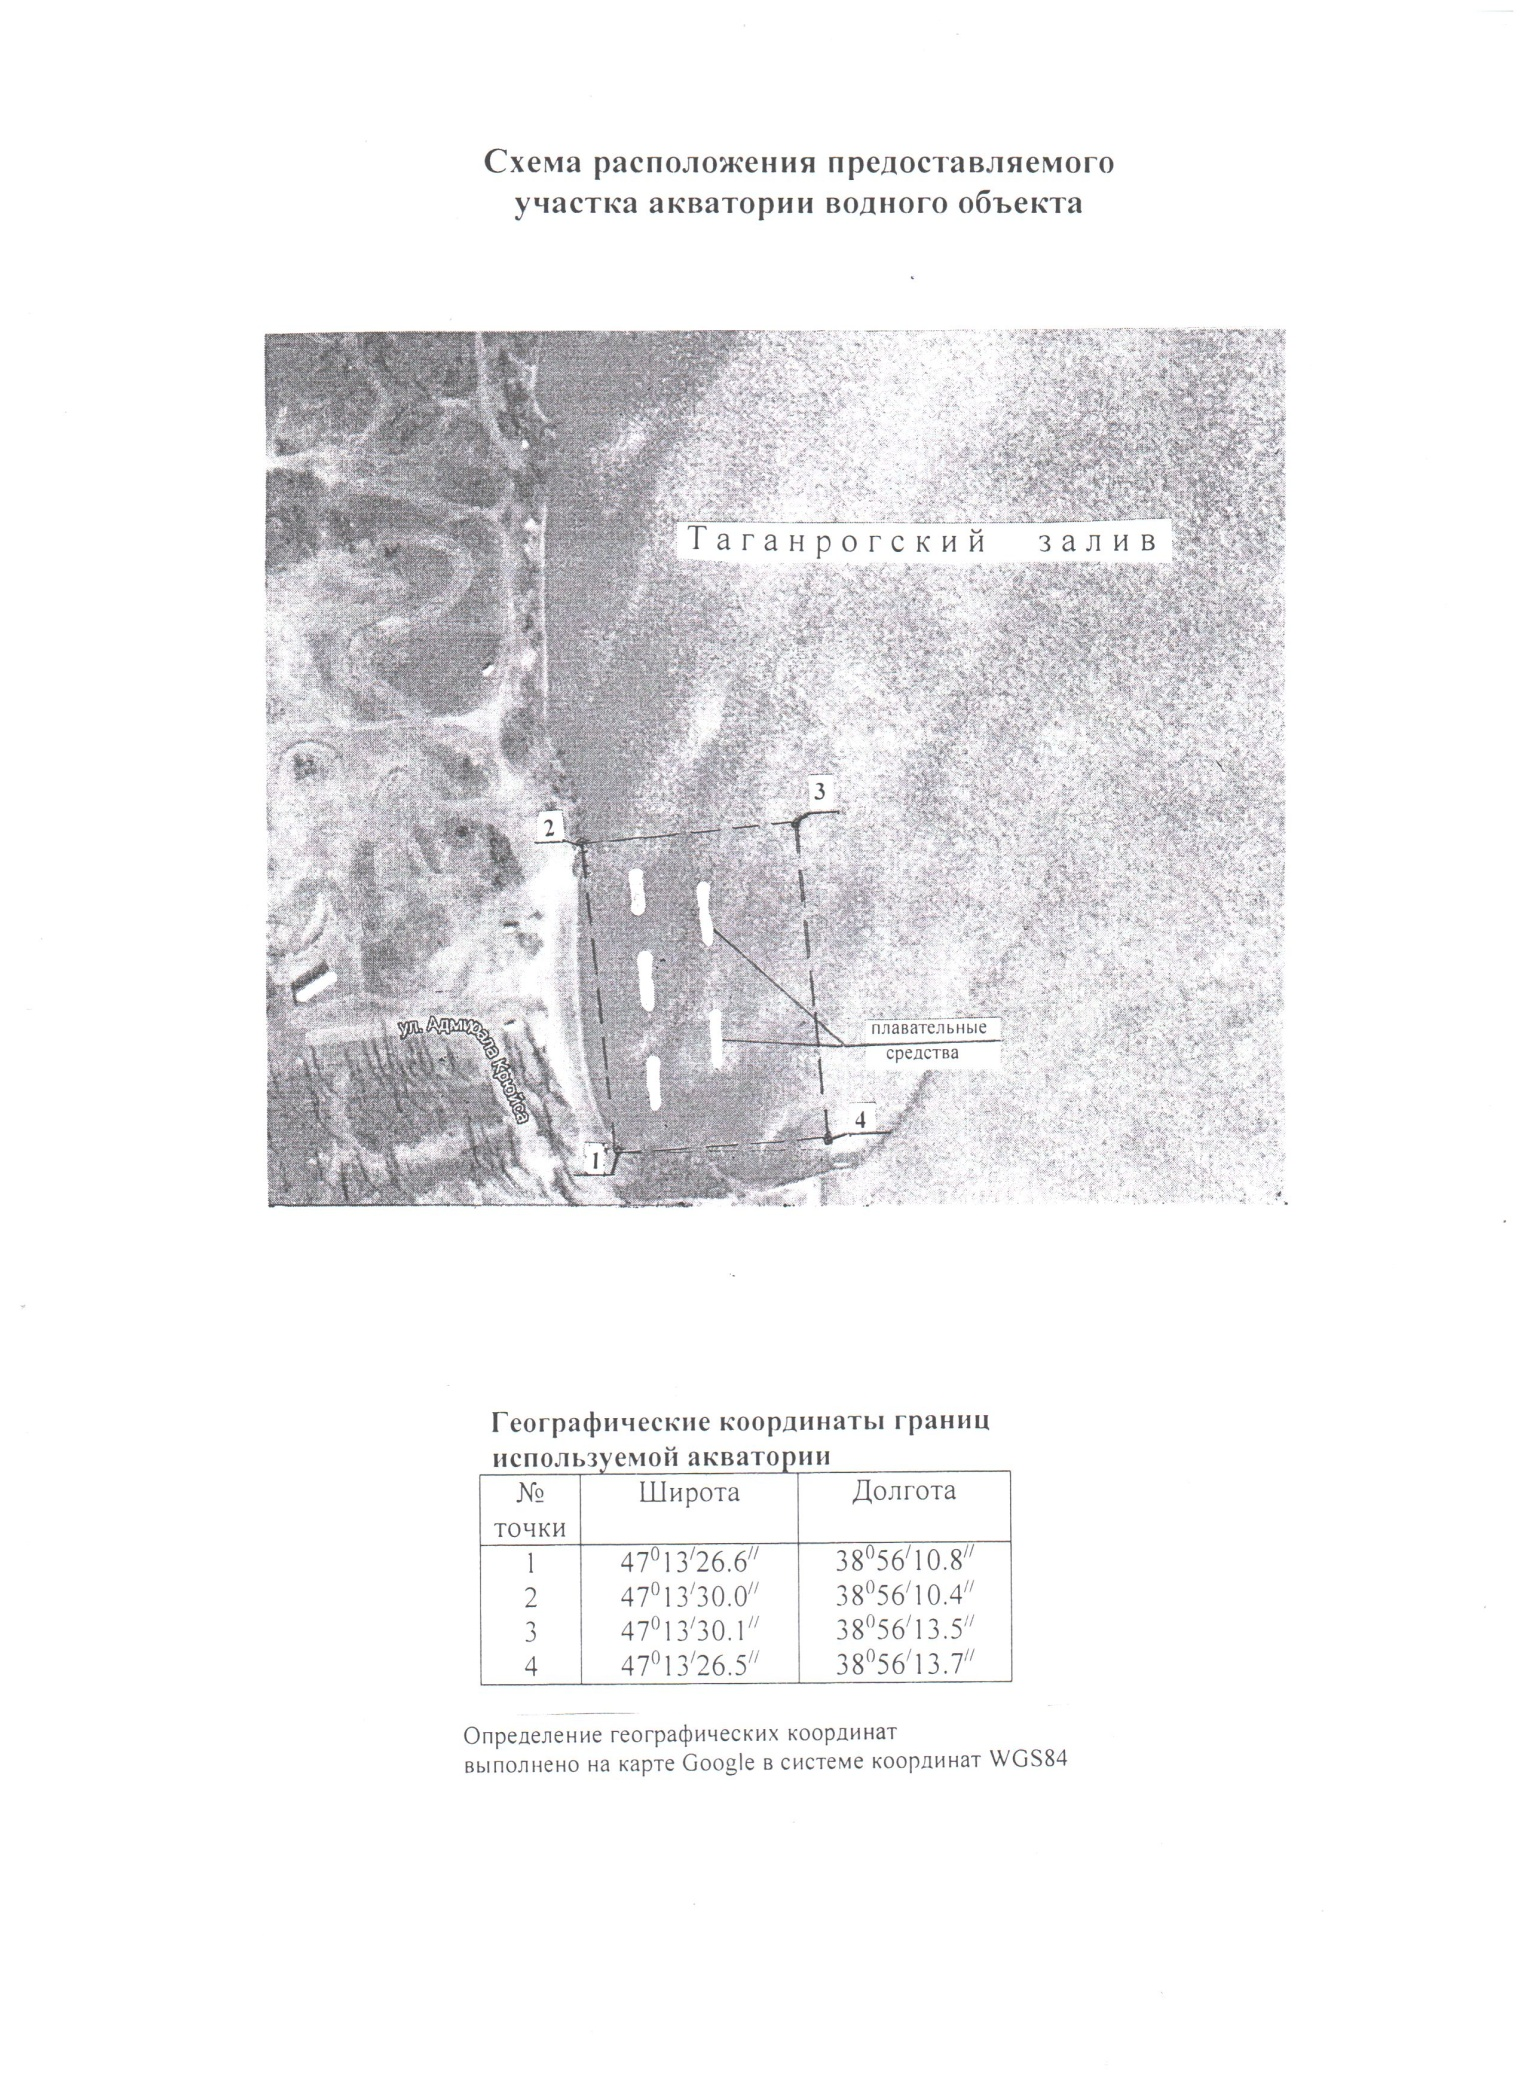 Схема расположения предоставляемого
участка акватории водного объекта
Таганрогский залив
3
2
плавательные
средства
ул. Адмирала Крюйса
4
1
Географические координаты границ
используемой акватории
№ точки Широта Долгота
1 47⁰13′26.6″ 38⁰56′10.8″
2 47⁰13′30.0″ 38⁰56′10.4″
3 47⁰13′30.1″ 38⁰56′13.5″
4 47⁰13′26.5″ 38⁰56′13.7″
Определение географических координат
выполнено на карте Google в системе координат WGS84